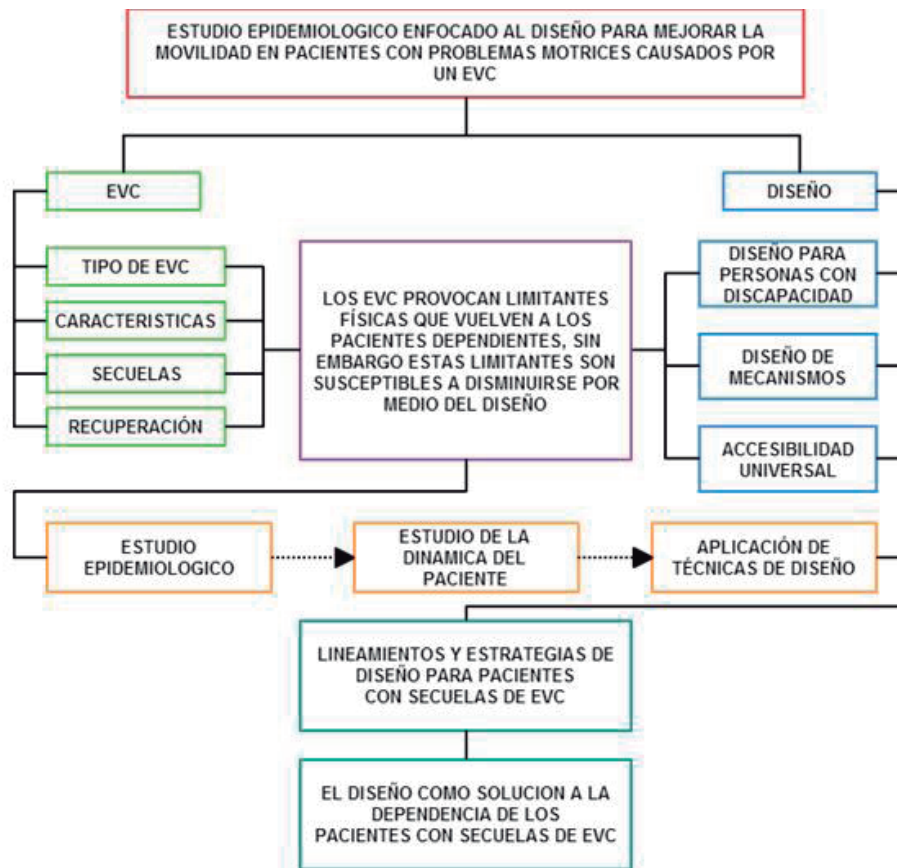 ESTUDIO EPIDEMIOLOGICO ENFOCADO AL DISEÑO PARA MEJORAR LA
MOVILIDAD EN PACIENTES CON PROBLEMAS MOTRICES CAUSADOS POR
UN EVC
EVC
DISEÑO
TIPO DE EVC
CARACTERISTICAS
SECUELAS
RECUPERACIÓN
LOS EVC PROVOCAN LIMITANTES
FÍSICAS QUE VUELVEN A LOS
PACIENTES DEPENDIENTES, SIN
EMBARGO ESTAS LIMITANTES SON
SUSCEPTIBLES A DISMINUIRSE POR
MEDIO DEL DISEÑO
DISEÑO PARA
PERSONAS CON
DISCAPACIDAD
DISEÑO DE
MECANISMOS
ACCESIBILIDAD
UNIVERSAL
ESTUDIO
EPIDEMIOLOGICO
ESTUDIO DE LA
DINAMICA DEL
PACIENTE
APLICACIÓN DE
TÉCNICAS DE DISEÑO
LINEAMIENTOS Y ESTRATEGIAS DE
DISEÑO PARA PACIENTES
CON SECUELAS DE EVC
EL DISEÑO COMO SOLUCION A LA
DEPENDENCIA DE LOS
PACIENTES CON SECUELAS DE EVC